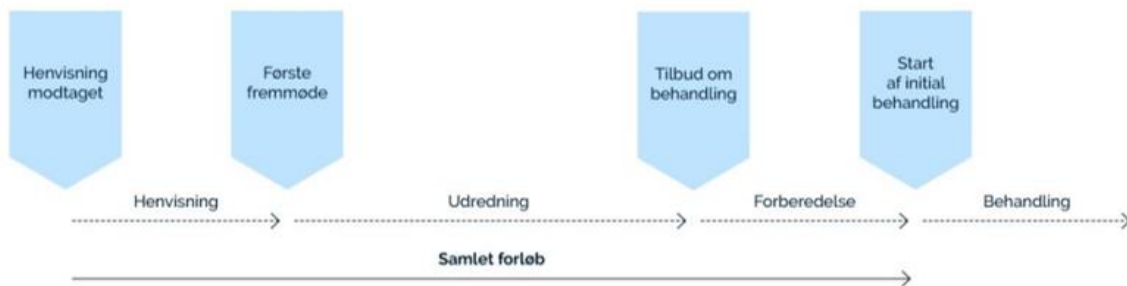 Henvisning
modtaget
Første
fremmøde
Tilbud om
behandling
Start
af initial
behandling
Henvisning
Udredning
Forberedelse
Behandling
Samlet forløb